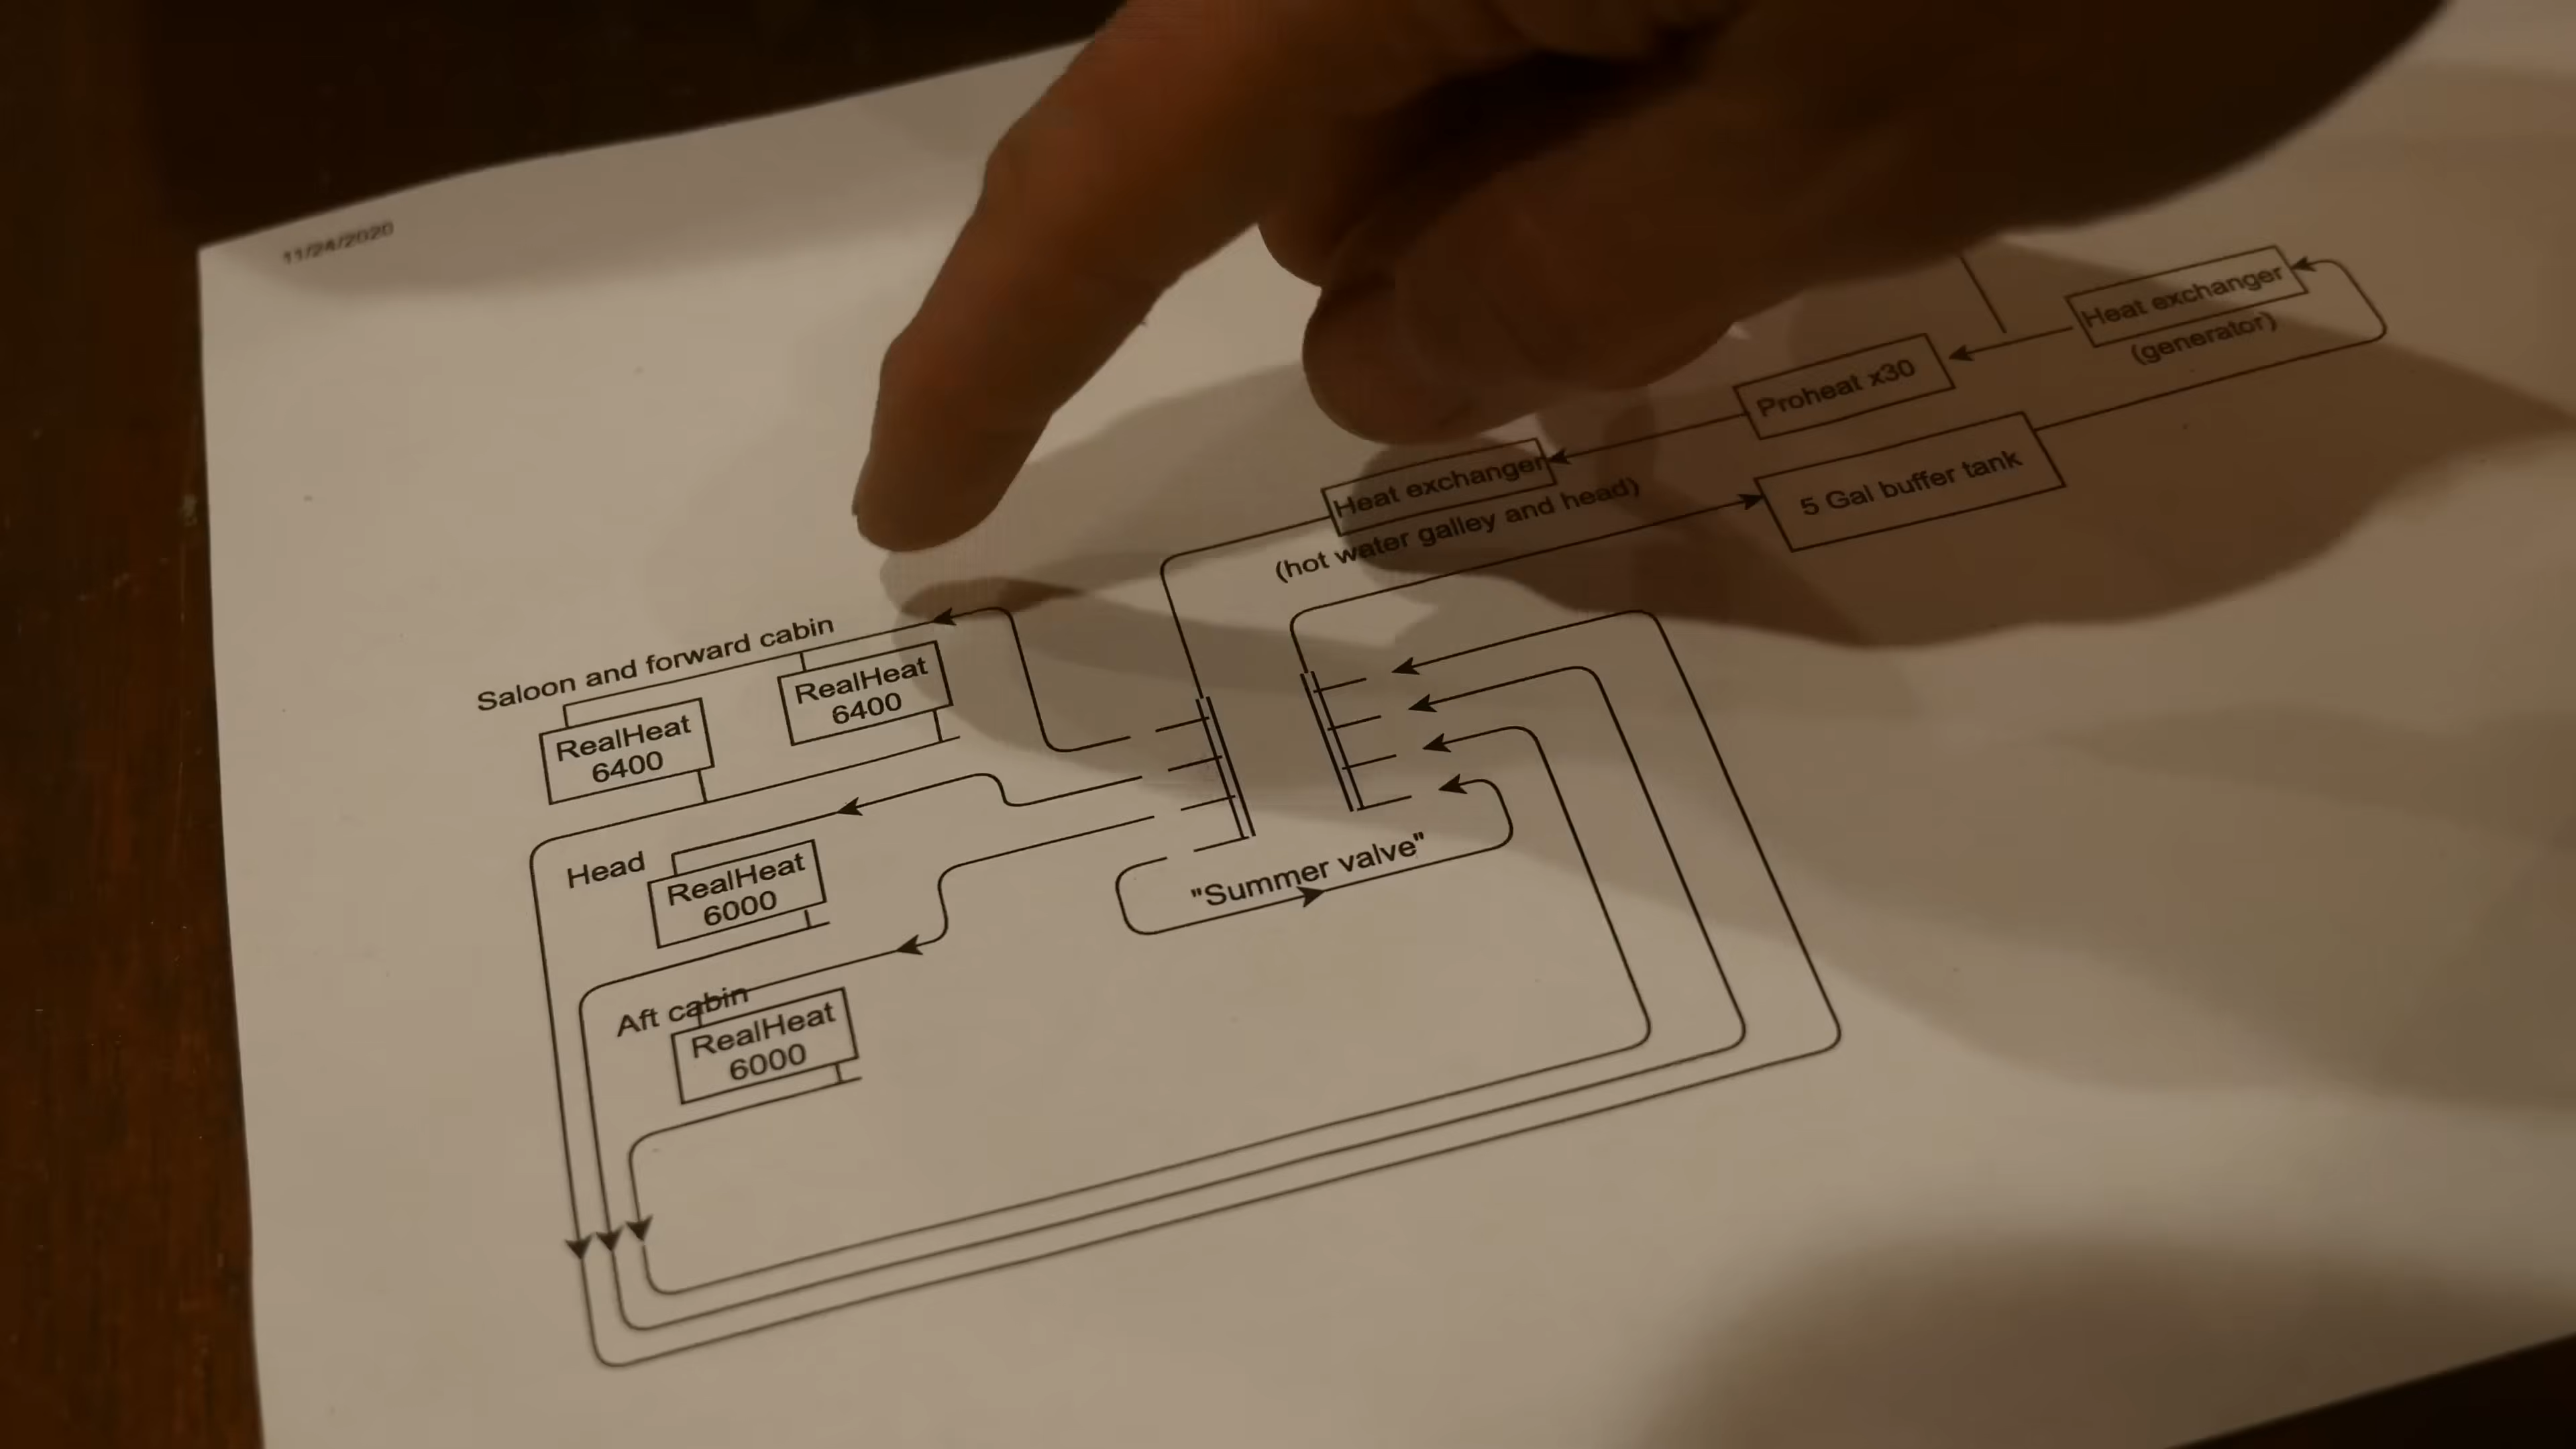 11/24/2020
Heat exchanger
(generator)
Proheat x30
Heat exchanger
(hot water galley and head)
5 Gal buffer tank
Saloon and forward cabin
RealHeat
6400
RealHeat
6400
Head
RealHeat
6000
"Summer valve"
Aft cabin
RealHeat
6000